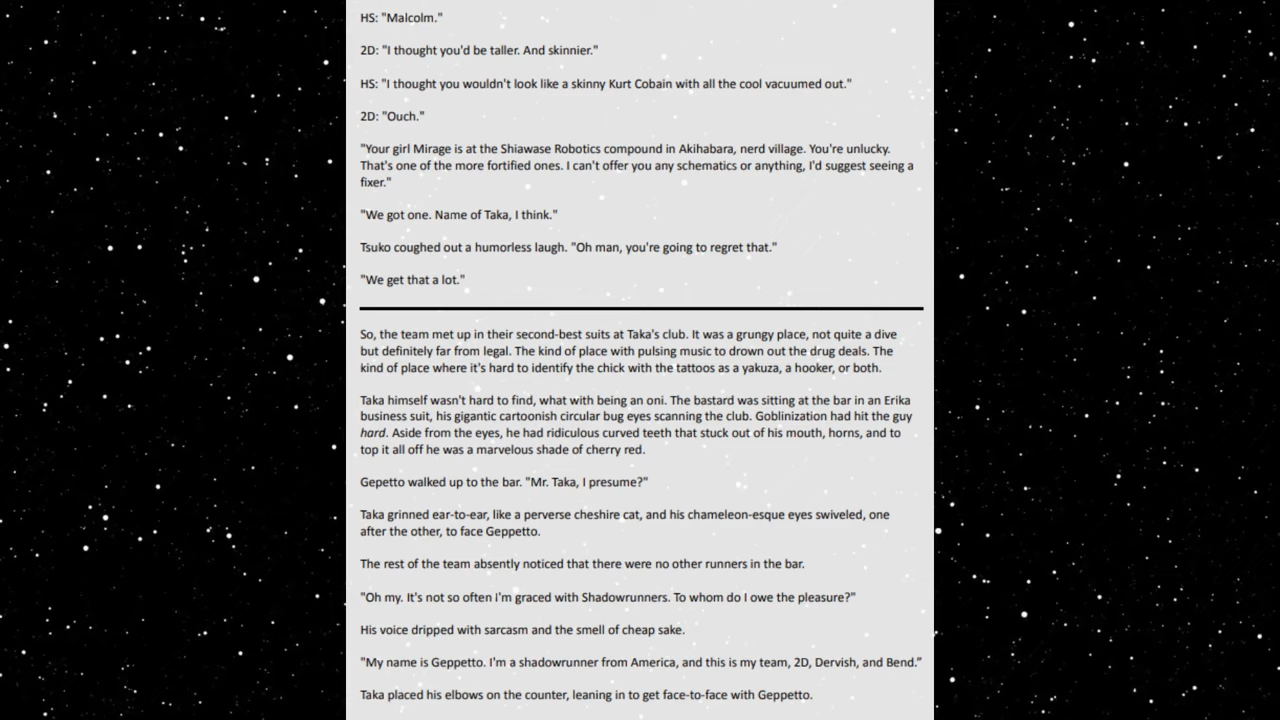 HS: "Malcolm."
2D: "I thought you'd be taller. And skinnier."
HS: "I thought you wouldn't look like a skinny Kurt Cobain with all the cool vacuumed out."
2D: "Ouch."
"Your girl Mirage is at the Shiawase Robotics compound in Akihabara, nerd village. You're unlucky.
That's one of the more fortified ones. I can't offer you any schematics or anything, I'd suggest seeing a
fixer."
"We got one. Name of Taka, I think."
Tsuko coughed out a humorless laugh. "Oh man, you're going to regret that."
"We get that a lot."
So, the team met up in their second-best suits at Taka's club. It was a grungy place, not quite a dive
but definitely far from legal. The kind of place with pulsing music to drown out the drug deals. The
kind of place where it's hard to identify the chick with the tattoos as a yakuza, a hooker, or both.
Taka himself wasn't hard to find, what with being an oni. The bastard was sitting at the bar in an Erika
business suit, his gigantic cartoonish circular bug eyes scanning the club. Goblinization had hit the guy
hard. Aside from the eyes, he had ridiculous curved teeth that stuck out of his mouth, horns, and to
top it all off he was a marvelous shade of cherry red.
Gepetto walked up to the bar. "Mr. Taka, I presume?"
Taka grinned ear-to-ear, like a perverse cheshire cat, and his chameleon-esque eyes swiveled, one
after the other, to face Geppetto.
The rest of the team absently noticed that there were no other runners in the bar.
"Oh my. It's not so often I'm graced with Shadowrunners. To whom do I owe the pleasure?"
His voice dripped with sarcasm and the smell of cheap sake.
"My name is Geppetto. I'm a shadowrunner from America, and this is my team, 2D, Dervish, and Bend."
Taka placed his elbows on the counter, leaning in to get face-to-face with Geppetto.